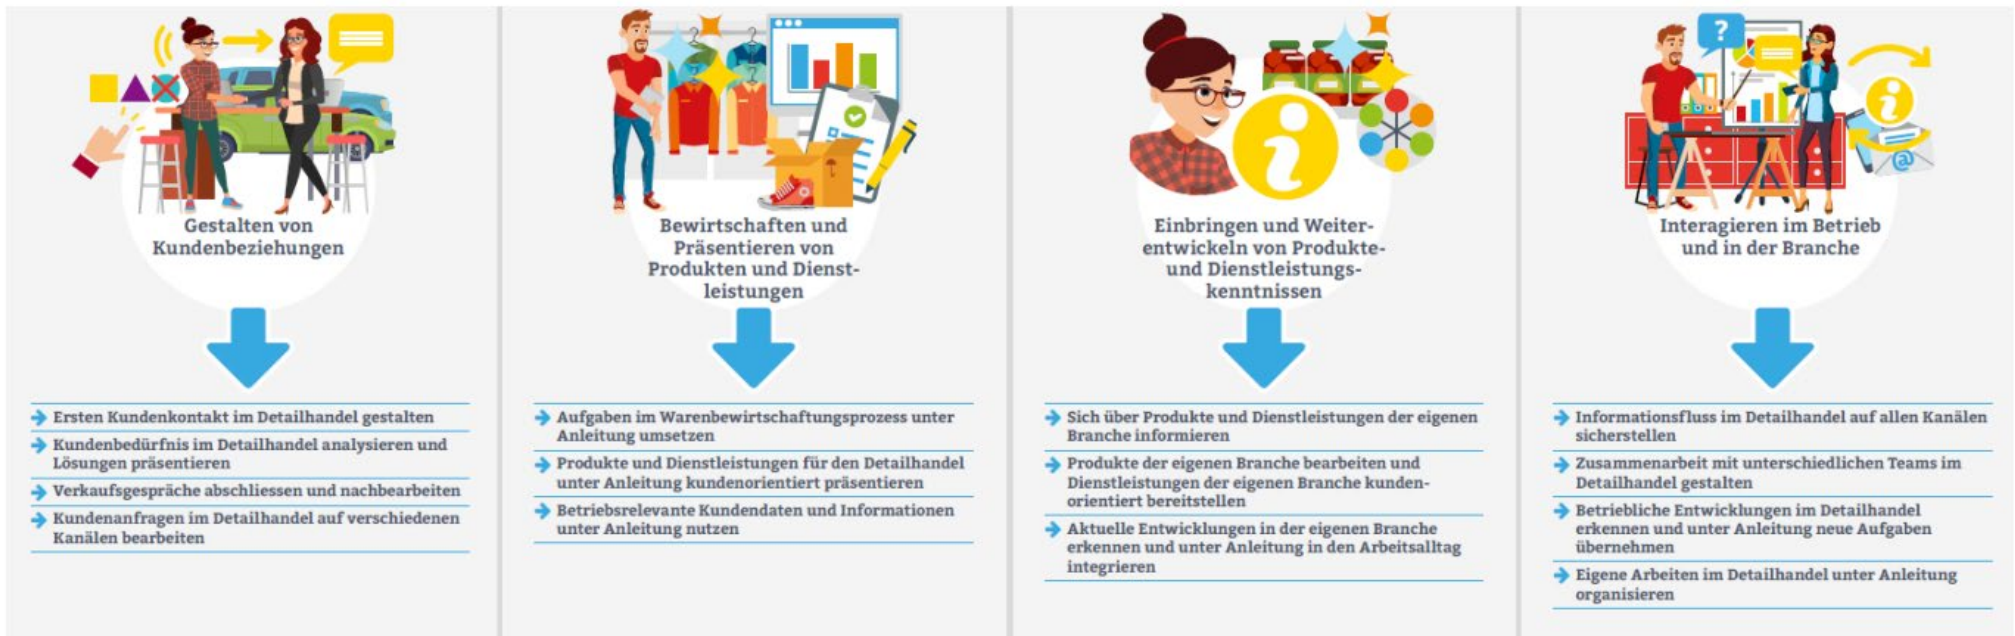 ?
i
i
@
Gestalten von
Kundenbeziehungen
Ersten Kundenkontakt im Detailhandel gestalten
Kundenbedürfnis im Detailhandel analysieren und
Lösungen präsentieren
Verkaufsgespräche abschliessen und nachbearbeiten
Kundenanfragen im Detailhandel auf verschiedenen
Kanälen bearbeiten
Bewirtschaften und
Präsentieren von
Produkten und Dienst-
leistungen
Aufgaben im Warenbewirtschaftungsprozess unter
Anleitung umsetzen
Produkte und Dienstleistungen für den Detailhandel
unter Anleitung kundenorientiert präsentieren
Betriebsrelevante Kundendaten und Informationen
unter Anleitung nutzen
Einbringen und Weiter-
entwickeln von Produkte-
und Dienstleistungs-
kenntnissen
Sich über Produkte und Dienstleistungen der eigenen
Branche informieren
Produkte der eigenen Branche bearbeiten und
Dienstleistungen der eigenen Branche kunden-
orientiert bereitstellen
Aktuelle Entwicklungen in der eigenen Branche
erkennen und unter Anleitung in den Arbeitsalltag
integrieren
Interagieren im Betrieb
und in der Branche
Informationsfluss im Detailhandel auf allen Kanälen
sicherstellen
Zusammenarbeit mit unterschiedlichen Teams im
Detailhandel gestalten
Betriebliche Entwicklungen im Detailhandel
erkennen und unter Anleitung neue Aufgaben
übernehmen
Eigene Arbeiten im Detailhandel unter Anleitung
organisieren